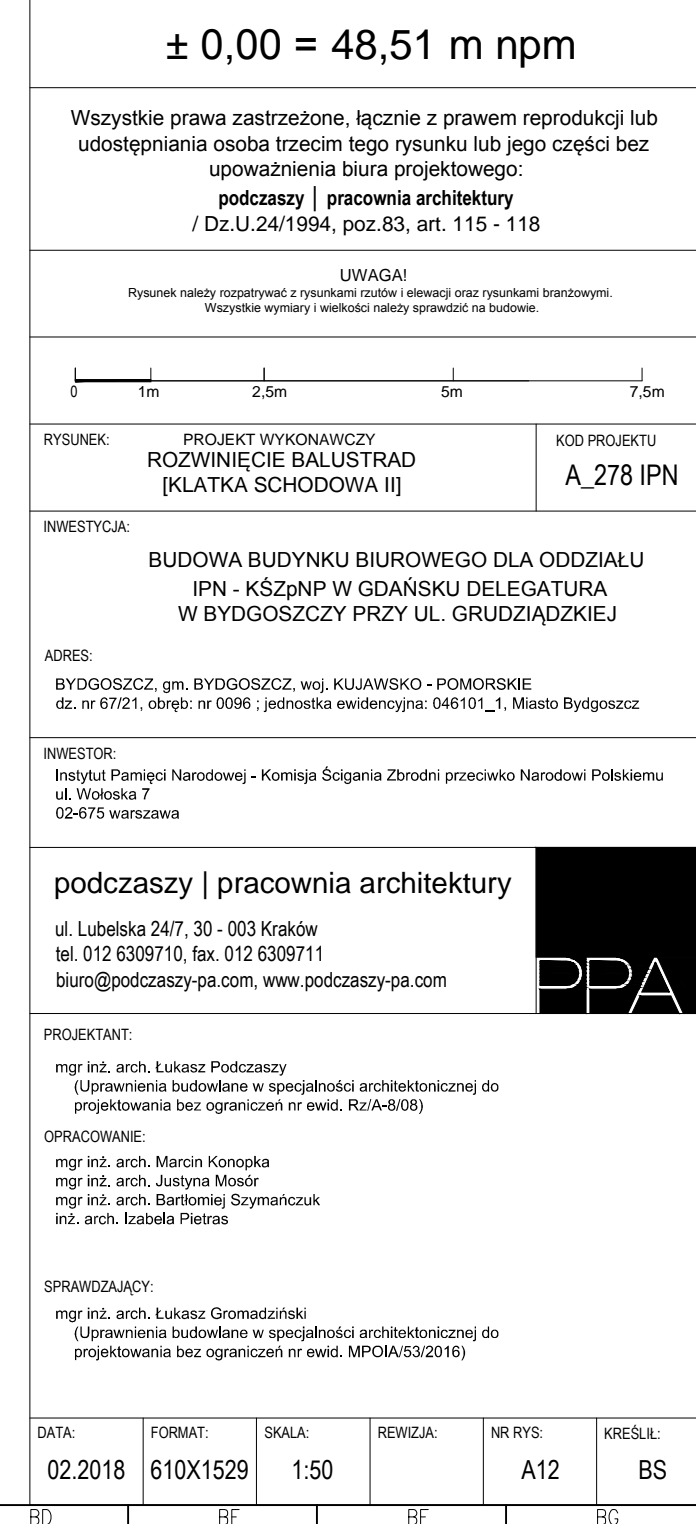 ± 0,00 = 48,51 m npm
Wszystkie prawa zastrzeżone, łącznie z prawem reprodukcji lub
udostępniania osoba trzecim tego rysunku lub jego części bez
upoważnienia biura projektowego:
podczaszy | pracownia architektury
/ Dz.U.24/1994, poz.83, art. 115 - 118
UWAGA!
Rysunek należy rozpatrywać z rysunkami rzutów i elewacji oraz rysunkami branżowymi.
Wszystkie wymiary i wielkości należy sprawdzić na budowie.
0 1m 2,5m 5m 7,5m
RYSUNEK:
PROJEKT WYKONAWCZY
ROZWINIĘCIE BALUSTRAD
[KLATKA SCHODOWA II]
KOD PROJEKTU
A_278 IPN
INWESTYCJA:
BUDOWA BUDYNKU BIUROWEGO DLA ODDZIAŁU
IPN - KŚZpNP W GDAŃSKU DELEGATURA
W BYDGOSZCZY PRZY UL. GRUDZIĄDZKIEJ
ADRES:
BYDGOSZCZ, gm. BYDGOSZCZ, woj. KUJAWSKO - POMORSKIE
dz. nr 67/21, obręb: nr 0096 ; jednostka ewidencyjna: 046101_1, Miasto Bydgoszcz
INWESTOR:
Instytut Pamięci Narodowej - Komisja Ścigania Zbrodni przeciwko Narodowi Polskiemu
ul. Wołoska 7
02-675 warszawa
podczaszy | pracownia architektury
ul. Lubelska 24/7, 30 - 003 Kraków
tel. 012 6309710, fax. 012 6309711
biuro@podczaszy-pa.com, www.podczaszy-pa.com
PPA
PROJEKTANT:
mgr inż. arch. Łukasz Podczaszy
(Uprawnienia budowlane w specjalności architektonicznej do
projektowania bez ograniczeń nr ewid. Rz/A-8/08)
OPRACOWANIE:
mgr inż. arch. Marcin Konopka
mgr inż. arch. Justyna Mosór
mgr inż. arch. Bartłomiej Szymańczuk
inż. arch. Izabela Pietras
SPRAWDZAJĄCY:
mgr inż. arch. Łukasz Gromadziński
(Uprawnienia budowlane w specjalności architektonicznej do
projektowania bez ograniczeń nr ewid. MPOIA/53/2016)
DATA: FORMAT: SKALA: REWIZJA: NR RYS: KREŚLIŁ:
02.2018 610X1529 1:50 A12 BS
BD BE BF BG